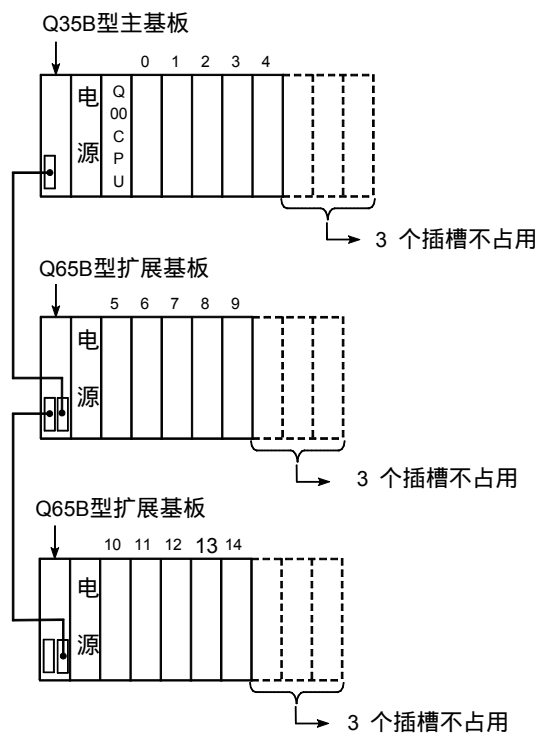 Q35B型主基板
0 1 2 3 4
电源
Q00CPU
3 个插槽不占用
Q65B型扩展基板
5 6 7 8 9
电源
3 个插槽不占用
Q65B型扩展基板
10 11 12 13 14
电源
3 个插槽不占用